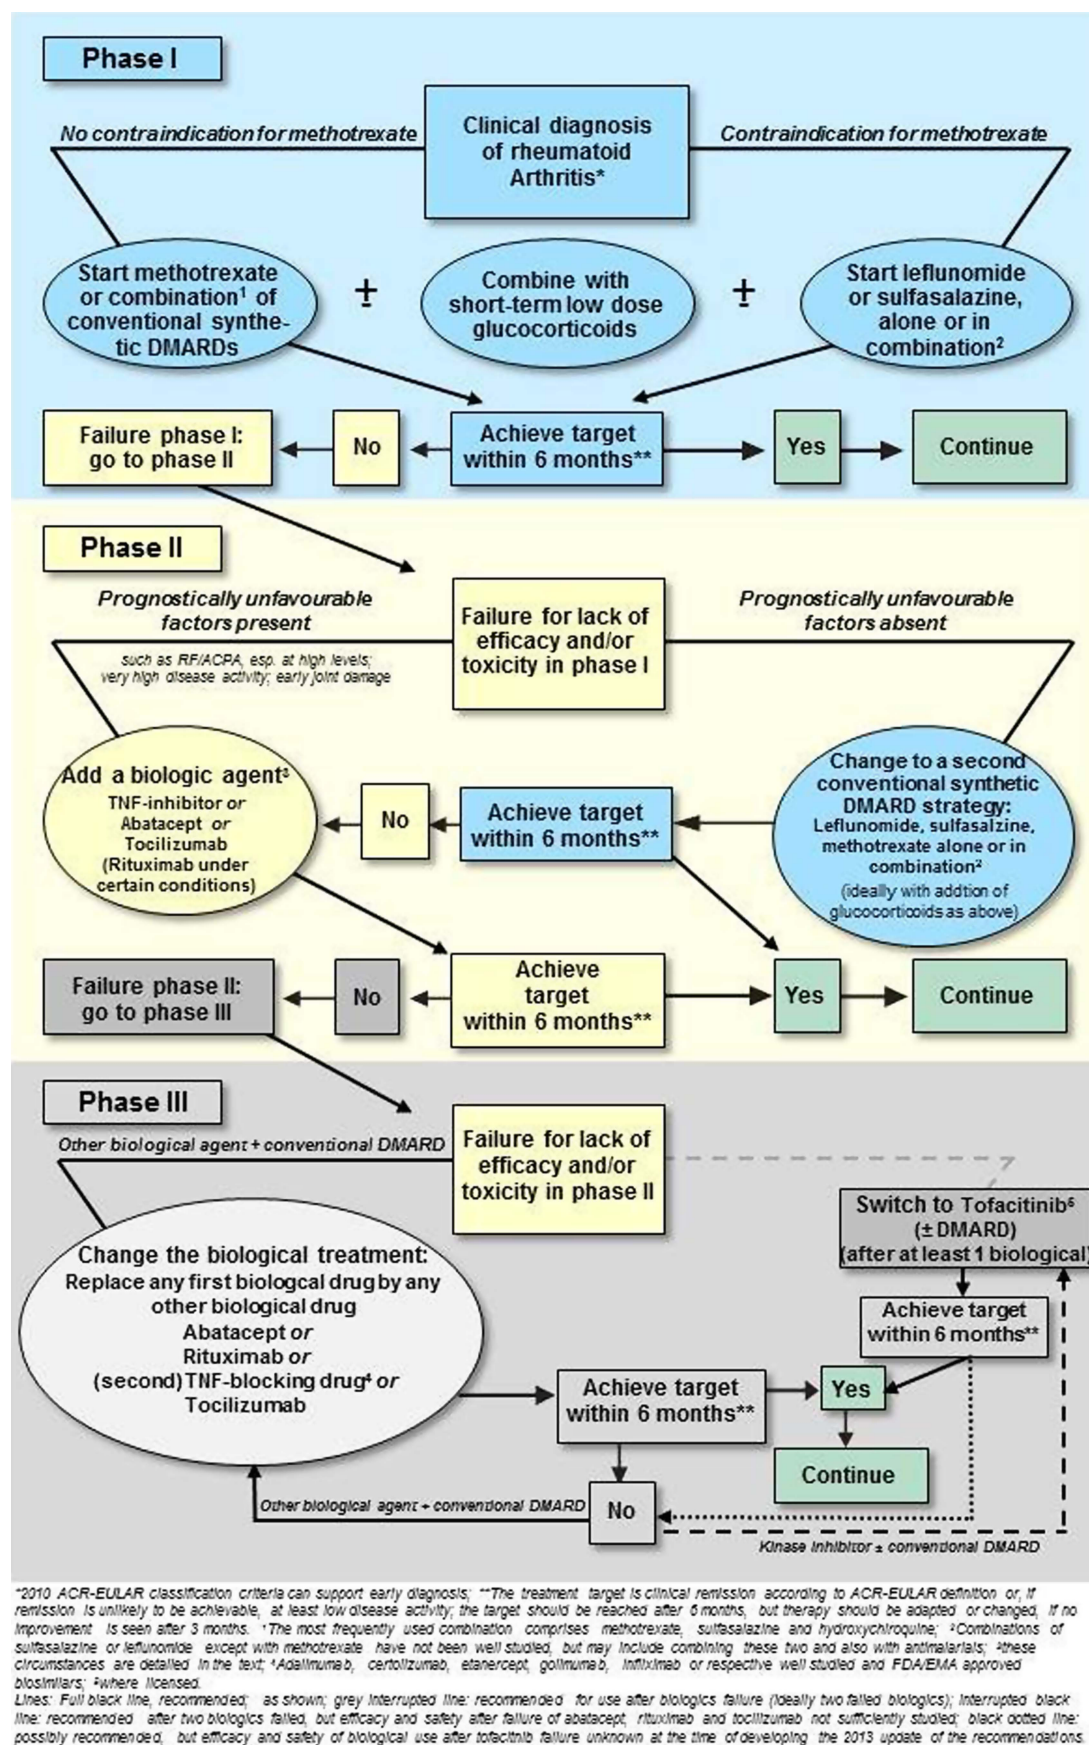 Phase I
No contraindication for methotrexate
Clinical diagnosis
of rheumatoid
Arthritis*
Contraindication for methotrexate
Start methotrexate
or combination¹ of
conventional synthe-
tic DMARDs
±
Combine with
short-term low dose
glucocorticoids
±
Start leflunomide
or sulfasalazine,
alone or in
combination²
Failure phase I:
go to phase II
No
Achieve target
within 6 months**
Yes
Continue
Phase II
Prognostically unfavourable
factors present
such as RF/ACPA, esp. at high levels;
very high disease activity; early joint damage
Failure for lack of
efficacy and/or
toxicity in phase I
Prognostically unfavourable
factors absent
Add a biologic agent³
TNF-inhibitor or
Abatacept or
Tocilizumab
(Rituximab under
certain conditions)
No
Achieve target
within 6 months**
Change to a second
conventional synthetic
DMARD strategy:
Leflunomide, sulfasalzine,
methotrexate alone or in
combination²
(ideally with addtion of
glucocorticoids as above)
Failure phase II:
go to phase III
No
Achieve
target
within 6 months**
Yes
Continue
Phase III
Other biological agent + conventional DMARD
Failure for lack of
efficacy and/or
toxicity in phase II
Switch to Tofacitinib⁵
(± DMARD)
(after at least 1 biological)
Change the biological treatment:
Replace any first biologcal drug by any
other biological drug
Abatacept or
Rituximab or
(second) TNF-blocking drug⁴ or
Tocilizumab
Achieve target
within 6 months**
Achieve target
within 6 months**
Yes
Continue
Other biological agent + conventional DMARD
No
Kinase inhibitor ± conventional DMARD
*2010 ACR-EULAR classification criteria can support early diagnosis; **The treatment target is clinical remission according to ACR-EULAR definition or, if
remission is unlikely to be achievable, at least low disease activity; the target should be reached after 6 months, but therapy should be adapted or changed, if no
improvement is seen after 3 months. ¹The most frequently used combination comprises methotrexate, sulfasalazine and hydroxychloroquine; ²Combinations of
sulfasalazine or leflunomide except with methotrexate have not been well studied, but may include combining these two and also with antimalarials; ³these
circumstances are detailed in the text; ⁴Adalimumab, certolizumab, etanercept, golimumab, infliximab or respective well studied and FDA/EMA approved
biosimilars; ⁵where licensed.
Lines: Full black line, recommended; as shown; grey interrupted line: recommended for use after biologics failure (ideally two failed biologics); interrupted black
line: recommended after two biologics failed, but efficacy and safety after failure of abatacept, rituximab and tocilizumab not sufficiently studied; black dotted line:
possibly recommended, but efficacy and safety of biological use after tofacitnib failure unknown at the time of developing the 2013 update of the recommendations